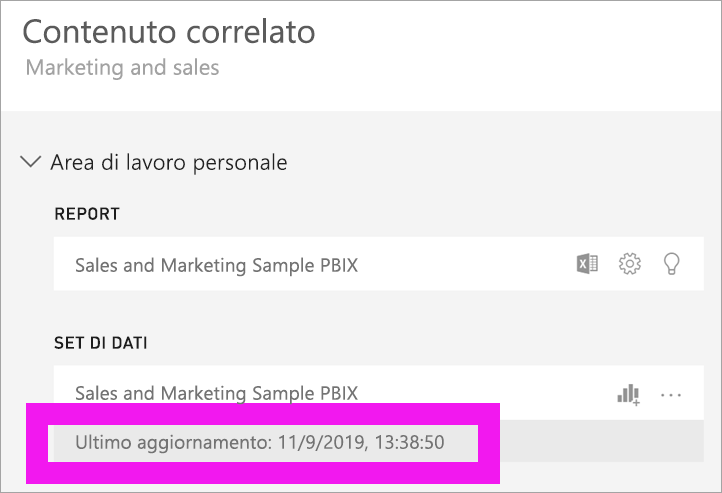 Contenuto correlato
Marketing and sales
Area di lavoro personale
REPORT
Sales and Marketing Sample PBIX
SET DI DATI
Sales and Marketing Sample PBIX
Ultimo aggiornamento: 11/9/2019, 13:38:50